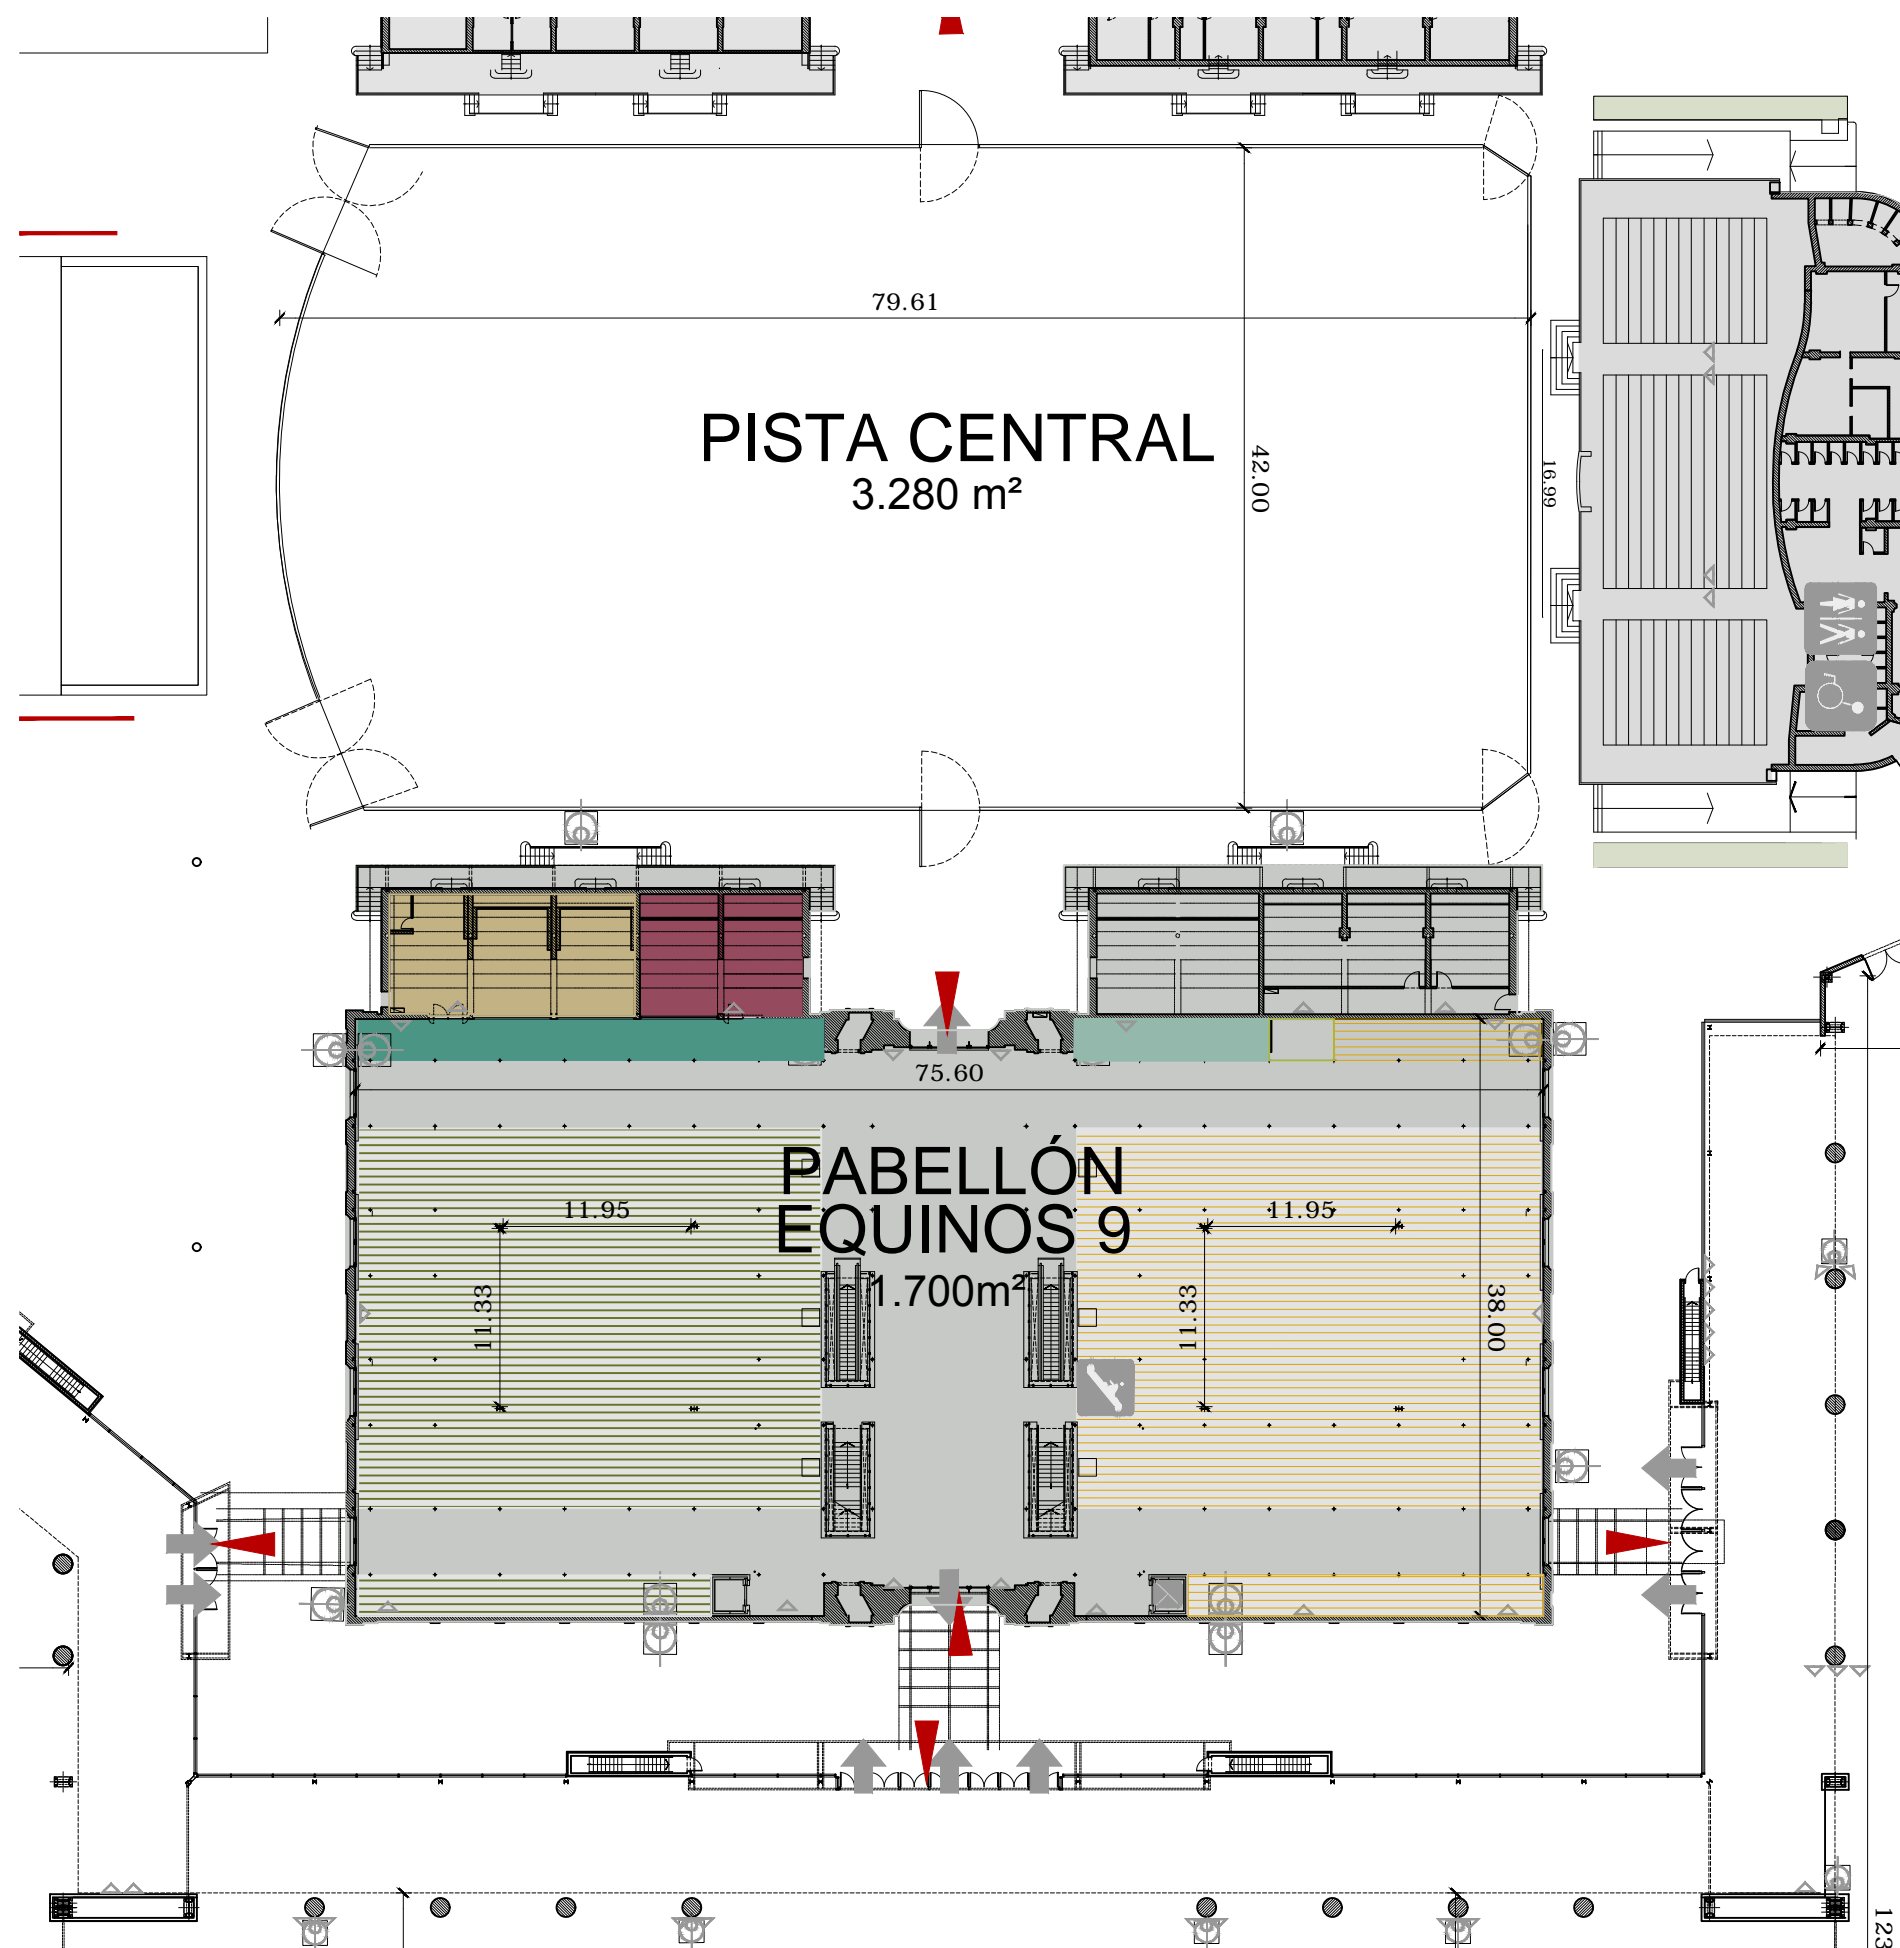 79.61
PISTA CENTRAL
3.280 m²
42.00
16.99
75.60
PABELLÓN
EQUINOS 9
1.700m²
11.95
11.95
11.33
11.33
38.00
123